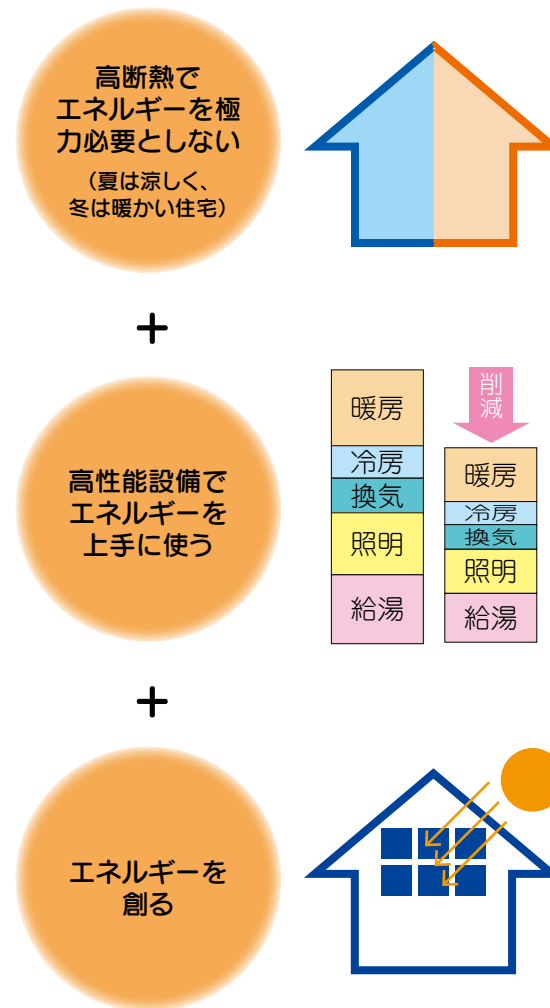 高断熱で
エネルギーを極
力必要としない
（夏は涼しく、
冬は暖かい住宅）
+
高性能設備で
エネルギーを
上手に使う
暖房
冷房
換気
照明
給湯
削減
暖房
冷房
換気
照明
給湯
+
エネルギーを
創る